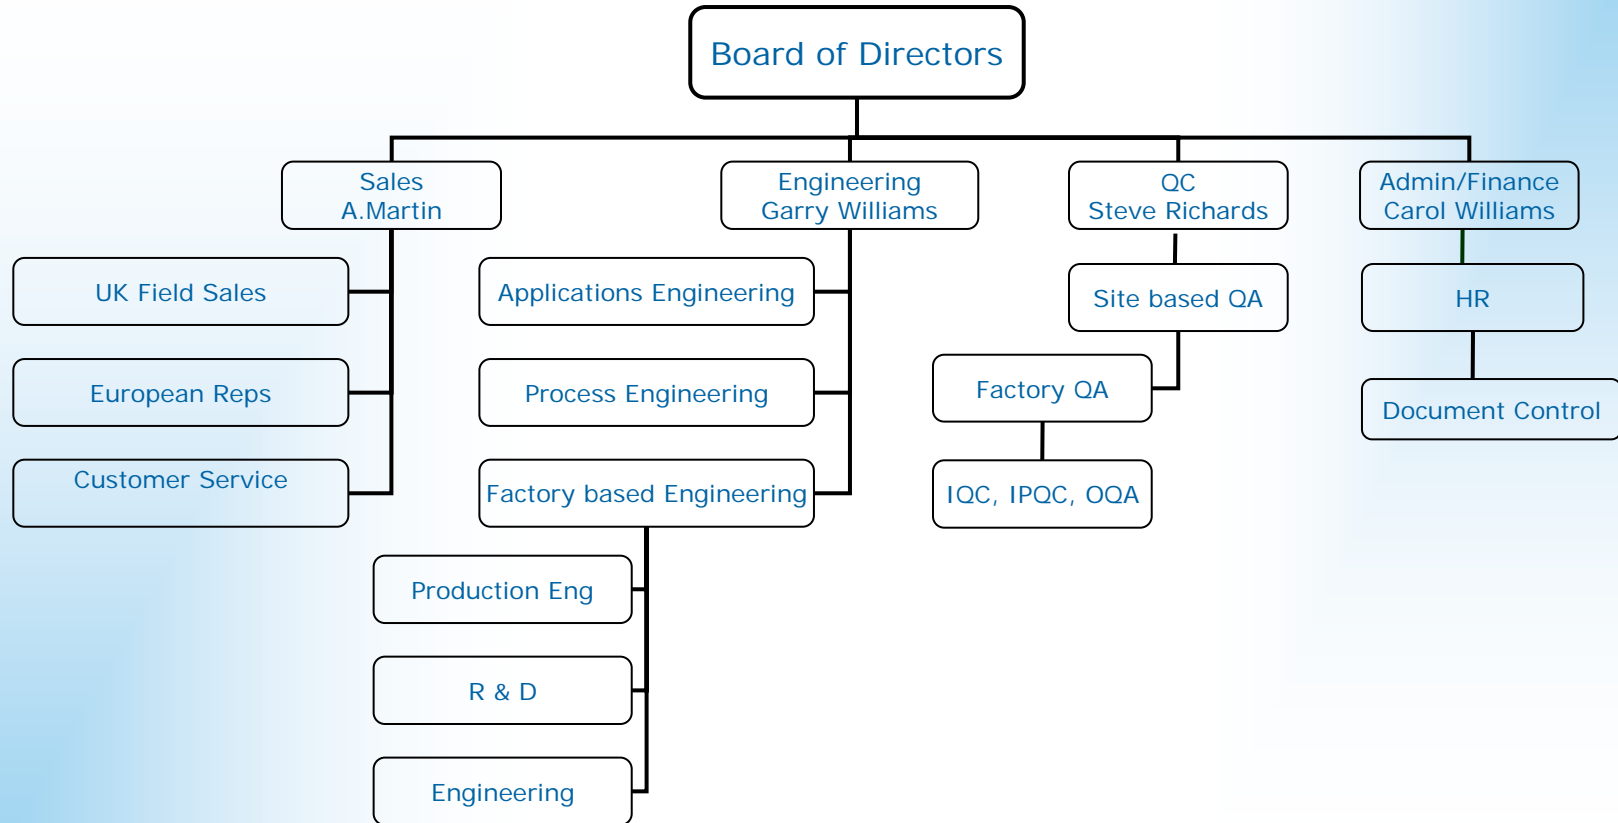 Board of Directors
Sales
A.Martin
Engineering
Garry Williams
QC
Steve Richards
Admin/Finance
Carol Williams
UK Field Sales
Applications Engineering
Site based QA
HR
European Reps
Process Engineering
Factory QA
Document Control
Customer Service
Factory based Engineering
IQC, IPQC, OQA
Production Eng
R & D
Engineering